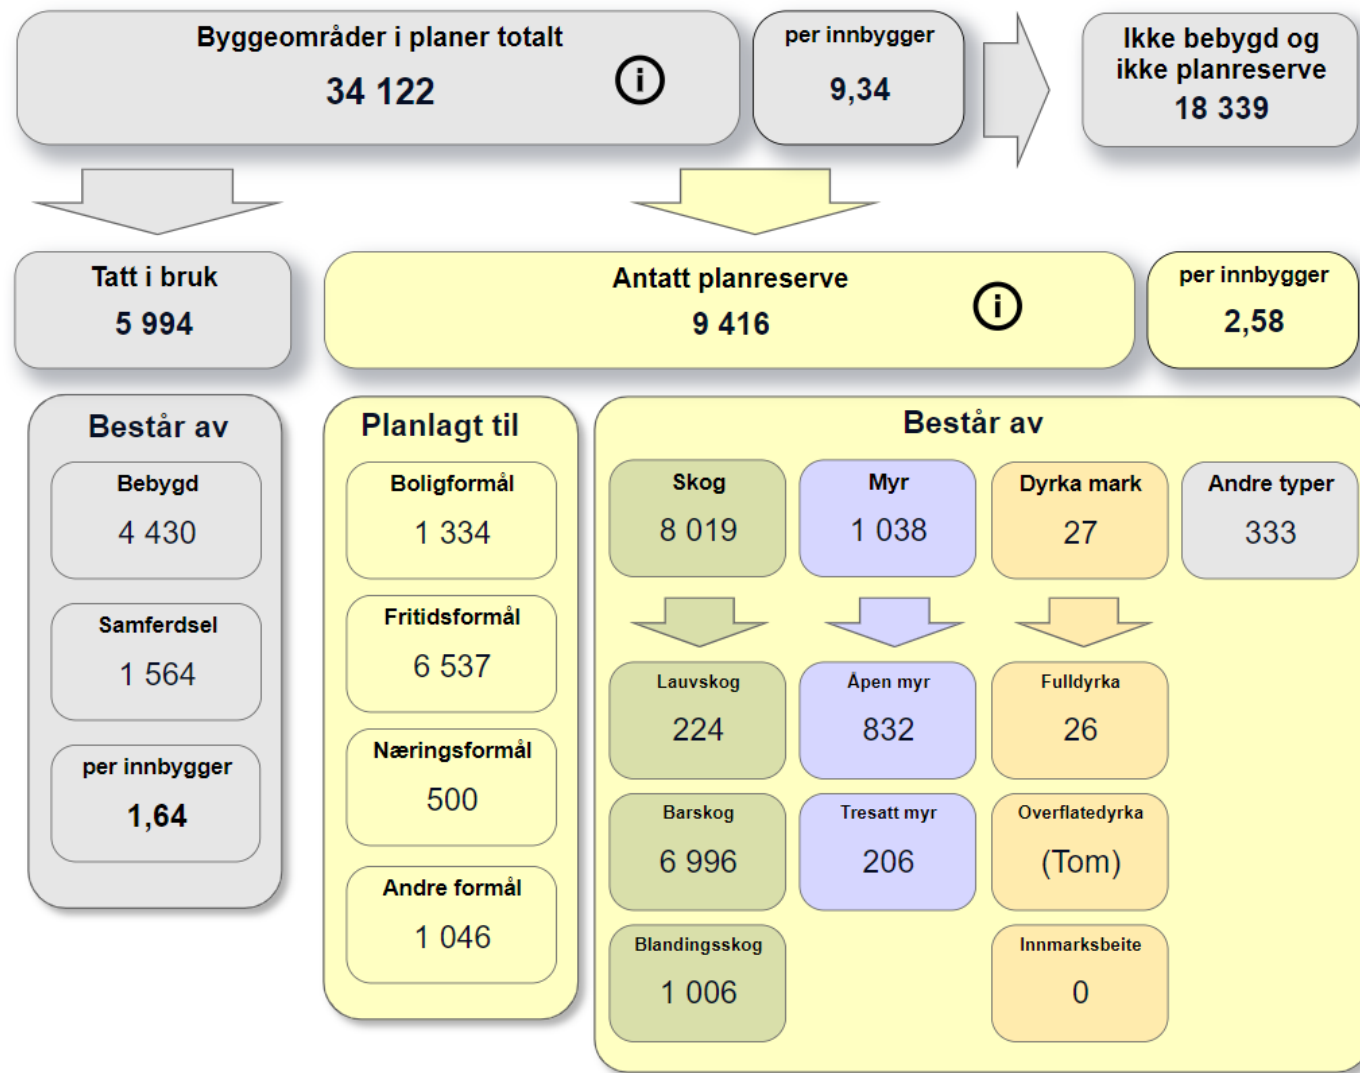 Byggeområder i planer totalt
34 122
i
per innbygger
9,34
Ikke bebygd og
ikke planreserve
18 339
Tatt i bruk
5 994
Antatt planreserve
9 416
i
per innbygger
2,58
Består av
Bebygd
4 430
Samferdsel
1 564
per innbygger
1,64
Planlagt til
Boligformål
1 334
Fritidsformål
6 537
Næringsformål
500
Andre formål
1 046
Består av
Skog
8 019
Myr
1 038
Dyrka mark
27
Andre typer
333
Lauvskog
224
Åpen myr
832
Fulldyrka
26
Barskog
6 996
Tresatt myr
206
Overflatedyrka
(Tom)
Blandingsskog
1 006
Innmarksbeite
0